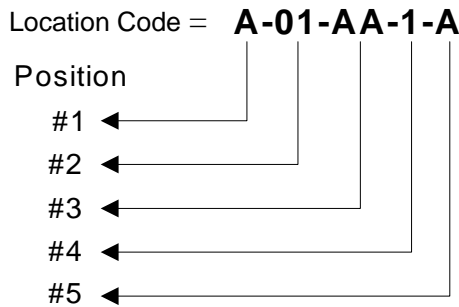 Location Code = A-01-AA-1-A
Position
#1
#2
#3
#4
#5